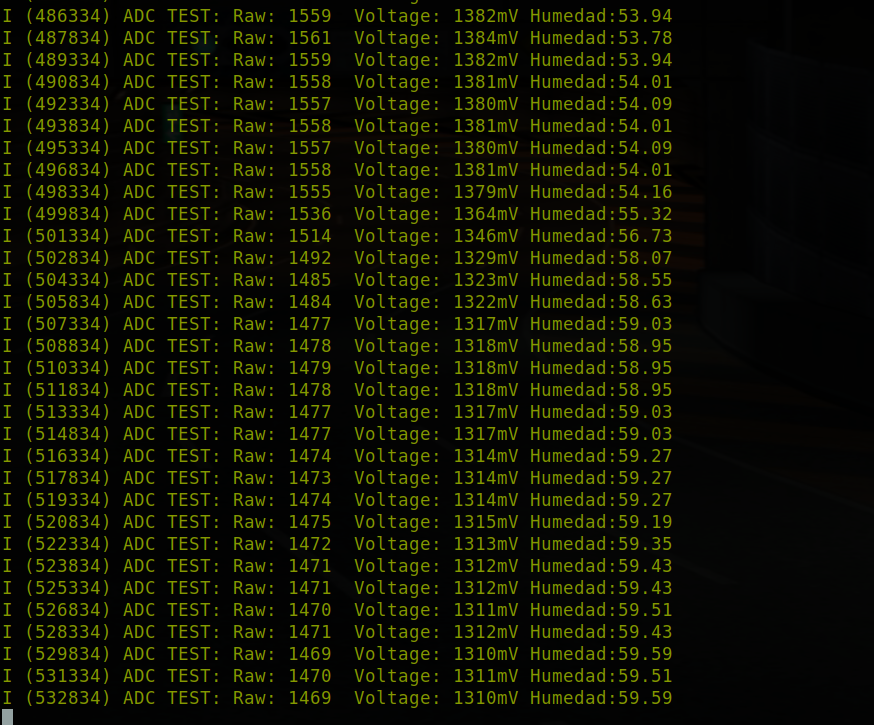 I (486334) ADC TEST: Raw: 1559  Voltage: 1382mV Humedad:53.94
I (487834) ADC TEST: Raw: 1561  Voltage: 1384mV Humedad:53.78
I (489334) ADC TEST: Raw: 1559  Voltage: 1382mV Humedad:53.94
I (490834) ADC TEST: Raw: 1558  Voltage: 1381mV Humedad:54.01
I (492334) ADC TEST: Raw: 1557  Voltage: 1380mV Humedad:54.09
I (493834) ADC TEST: Raw: 1558  Voltage: 1381mV Humedad:54.01
I (495334) ADC TEST: Raw: 1557  Voltage: 1380mV Humedad:54.09
I (496834) ADC TEST: Raw: 1558  Voltage: 1381mV Humedad:54.01
I (498334) ADC TEST: Raw: 1555  Voltage: 1379mV Humedad:54.16
I (499834) ADC TEST: Raw: 1536  Voltage: 1364mV Humedad:55.32
I (501334) ADC TEST: Raw: 1514  Voltage: 1346mV Humedad:56.73
I (502834) ADC TEST: Raw: 1492  Voltage: 1329mV Humedad:58.07
I (504334) ADC TEST: Raw: 1485  Voltage: 1323mV Humedad:58.55
I (505834) ADC TEST: Raw: 1484  Voltage: 1322mV Humedad:58.63
I (507334) ADC TEST: Raw: 1477  Voltage: 1317mV Humedad:59.03
I (508834) ADC TEST: Raw: 1478  Voltage: 1318mV Humedad:58.95
I (510334) ADC TEST: Raw: 1479  Voltage: 1318mV Humedad:58.95
I (511834) ADC TEST: Raw: 1478  Voltage: 1318mV Humedad:58.95
I (513334) ADC TEST: Raw: 1477  Voltage: 1317mV Humedad:59.03
I (514834) ADC TEST: Raw: 1477  Voltage: 1317mV Humedad:59.03
I (516334) ADC TEST: Raw: 1474  Voltage: 1314mV Humedad:59.27
I (517834) ADC TEST: Raw: 1473  Voltage: 1314mV Humedad:59.27
I (519334) ADC TEST: Raw: 1474  Voltage: 1314mV Humedad:59.27
I (520834) ADC TEST: Raw: 1475  Voltage: 1315mV Humedad:59.19
I (522334) ADC TEST: Raw: 1472  Voltage: 1313mV Humedad:59.35
I (523834) ADC TEST: Raw: 1471  Voltage: 1312mV Humedad:59.43
I (525334) ADC TEST: Raw: 1471  Voltage: 1312mV Humedad:59.43
I (526834) ADC TEST: Raw: 1470  Voltage: 1311mV Humedad:59.51
I (528334) ADC TEST: Raw: 1471  Voltage: 1312mV Humedad:59.43
I (529834) ADC TEST: Raw: 1469  Voltage: 1310mV Humedad:59.59
I (531334) ADC TEST: Raw: 1470  Voltage: 1311mV Humedad:59.51
I (532834) ADC TEST: Raw: 1469  Voltage: 1310mV Humedad:59.59